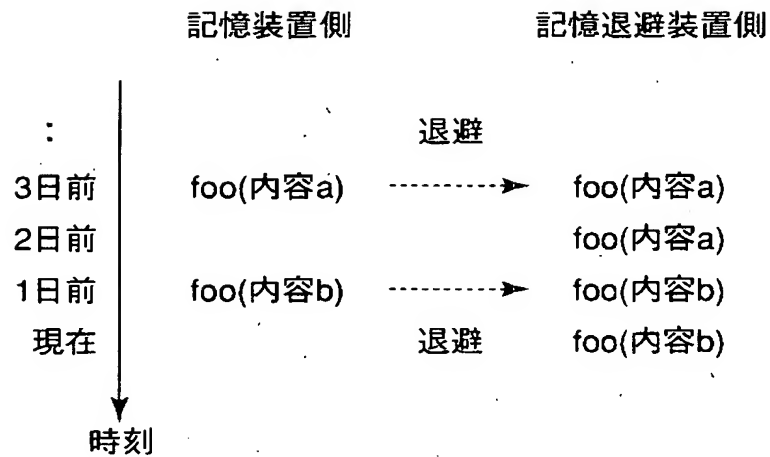 記憶装置側 記憶退避装置側
: 退避
3日前 foo(内容a) foo(内容a)
2日前 foo(内容a)
1日前 foo(内容b) foo(内容b)
現在 退避 foo(内容b)
時刻